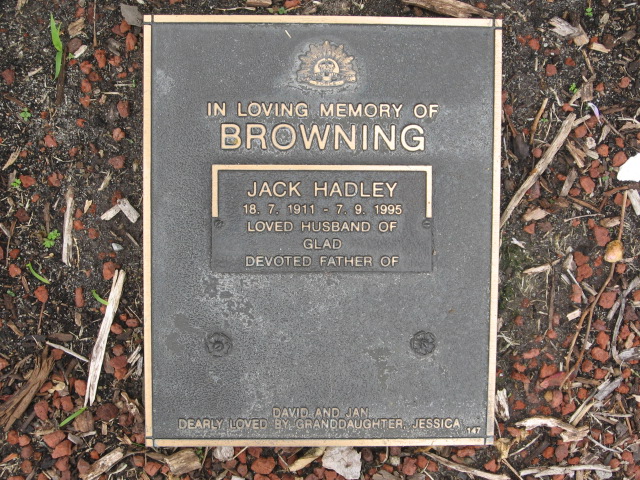 IN LOVING MEMORY OF
BROWNING
JACK HADLEY
18. 7. 1911 - 7. 9. 1995
LOVED HUSBAND OF
GLAD
DEVOTED FATHER OF
DAVID AND JAN
DEARLY LOVED BY GRANDDAUGHTER, JESSICA
147